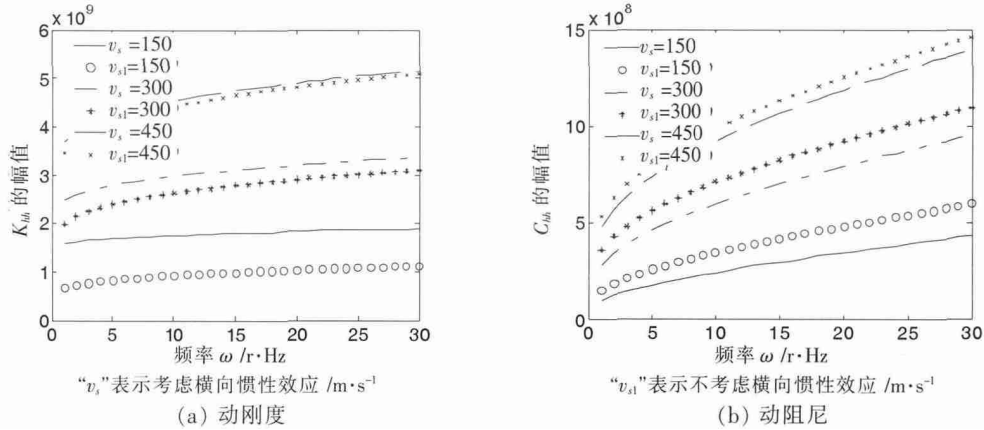 × 10⁹
6
5
4
3
2
1
0
K_hh 的幅值
v_s =150
v_s1=150
v_s =300
v_s1=300
v_s =450
v_s1=450
0 5 10 15 20 25 30
频率 ω /r·Hz
“v_s”表示考虑横向惯性效应 /m·s⁻¹
(a) 动刚度
× 10⁸
15
10
5
0
C_hh 的幅值
v_s=150
v_s1=150
v_s =300
v_s1=300
v_s =450
v_s1=450
0 5 10 15 20 25 30
频率 ω /r·Hz
“v_s1”表示不考虑横向惯性效应 /m·s⁻¹
(b) 动阻尼